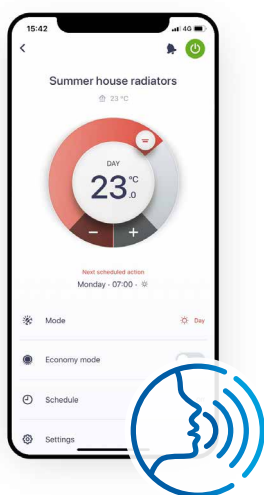 15:42
4G
Summer house radiators
23 °C
DAY
23.0 °C
− +
Next scheduled action
Monday - 07:00 -
Mode
Day
Economy mode
Schedule
Settings